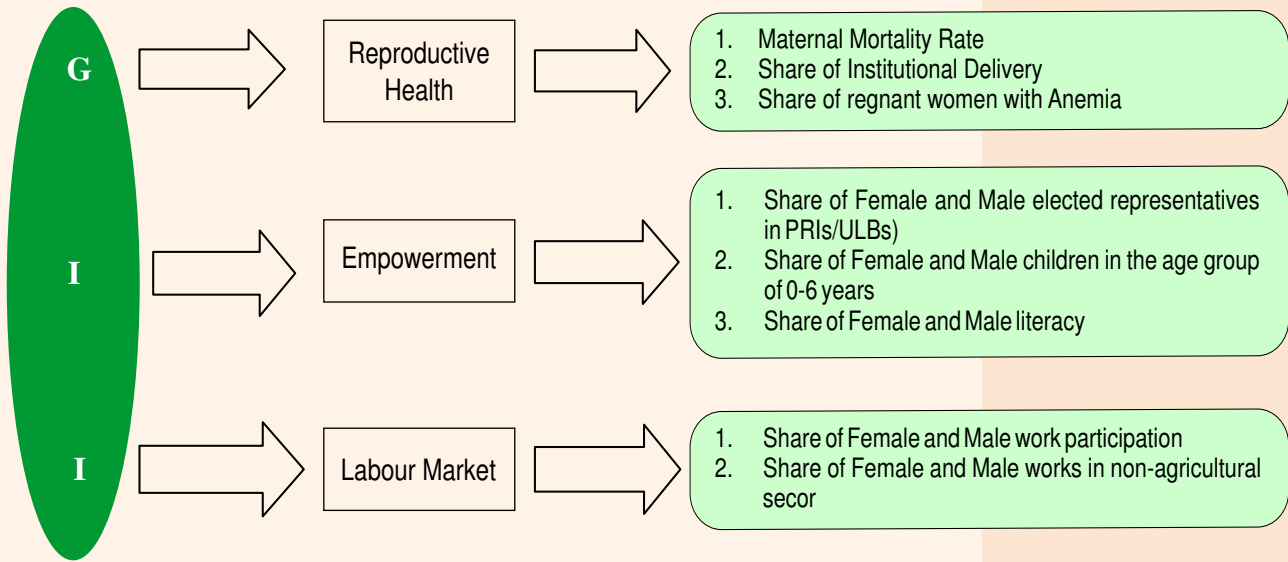 G
Reproductive
Health
1. Maternal Mortality Rate
2. Share of Institutional Delivery
3. Share of regnant women with Anemia
I
Empowerment
1. Share of Female and Male elected representatives
in PRIs/ULBs)
2. Share of Female and Male children in the age group
of 0-6 years
3. Share of Female and Male literacy
I
Labour Market
1. Share of Female and Male work participation
2. Share of Female and Male works in non-agricultural
secor